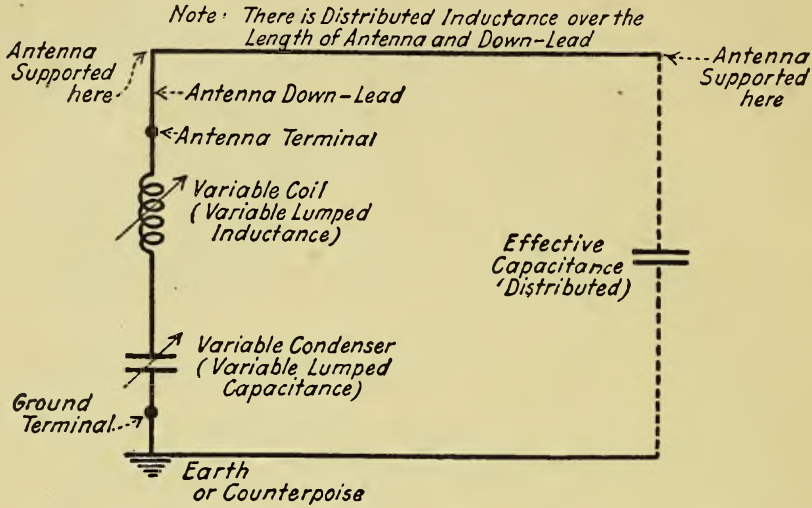 Note: There is Distributed Inductance over the
Length of Antenna and Down-Lead
Antenna
Supported
here
Antenna
Supported
here
Antenna Down-Lead
Antenna Terminal
Variable Coil
(Variable Lumped
Inductance)
Effective
Capacitance
'Distributed)
Variable Condenser
(Variable Lumped
Capacitance)
Ground
Terminal
Earth
or Counterpoise